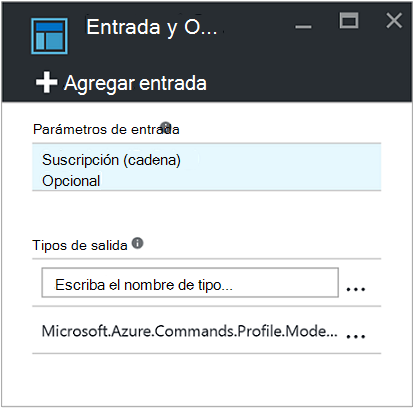 Entrada y O...
Agregar entrada
Parámetros de entrada
Suscripción (cadena)
Opcional
Tipos de salida
Escriba el nombre de tipo...
...
Microsoft.Azure.Commands.Profile.Mode...
...